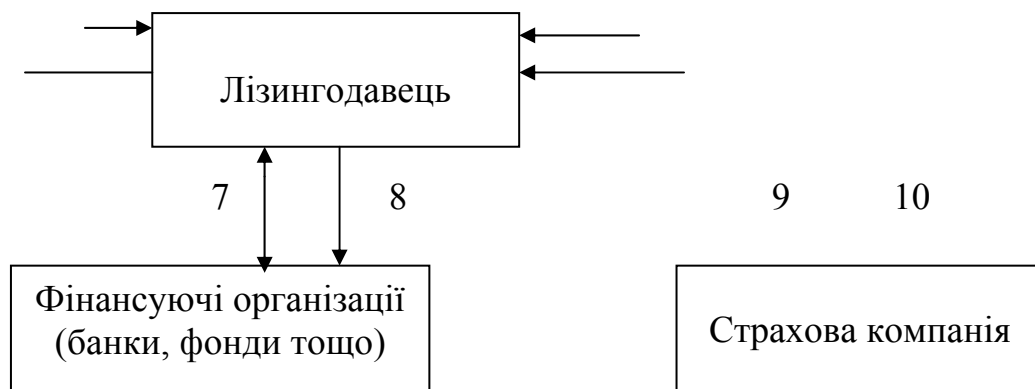 Лізингодавець
7 8 9 10
Фінансуючі організації
(банки, фонди тощо)
Страхова компанія